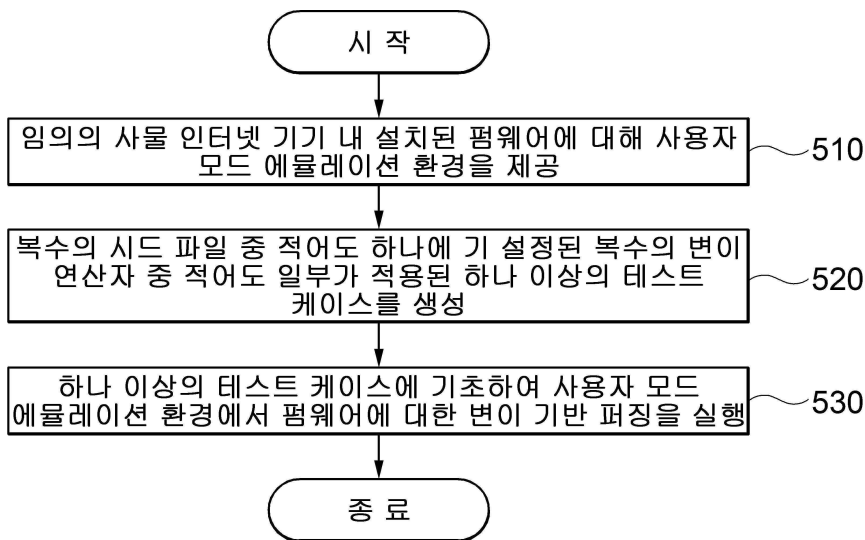 시 작
임의의 사물 인터넷 기기 내 설치된 펌웨어에 대해 사용자
모드 에뮬레이션 환경을 제공
510
복수의 시드 파일 중 적어도 하나에 기 설정된 복수의 변이
연산자 중 적어도 일부가 적용된 하나 이상의 테스트
케이스를 생성
520
하나 이상의 테스트 케이스에 기초하여 사용자 모드
에뮬레이션 환경에서 펌웨어에 대한 변이 기반 퍼징을 실행
530
종 료